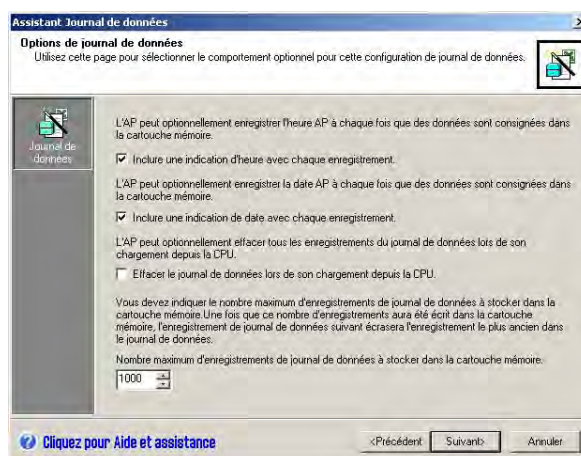 Assistant Journal de données
Options de journal de données
Utilisez cette page pour sélectionner le comportement optionnel pour cette configuration de journal de données.
Journal de
données
L'AP peut optionnellement enregistrer l'heure AP à chaque fois que des données sont consignées dans
la cartouche mémoire.
Inclure une indication d'heure avec chaque enregistrement.
L'AP peut optionnellement enregistrer la date AP à chaque fois que des données sont consignées dans
la cartouche mémoire.
Inclure une indication de date avec chaque enregistrement.
L'AP peut optionnellement effacer tous les enregistrements du journal de données lors de son
chargement depuis la CPU.
Effacer le journal de données lors de son chargement depuis la CPU.
Vous devez indiquer le nombre maximum d'enregistrements de journal de données à stocker dans la
cartouche mémoire.Une fois que ce nombre d'enregistrements aura été écrit dans la cartouche
mémoire, l'enregistrement de journal de données suivant écrasera l'enregistrement le plus ancien dans
le journal de données.
Nombre maximum d'enregistrements de journal de données à stocker dans la cartouche mémoire.
1000
Cliquez pour Aide et assistance
<Précédent
Suivant>
Annuler